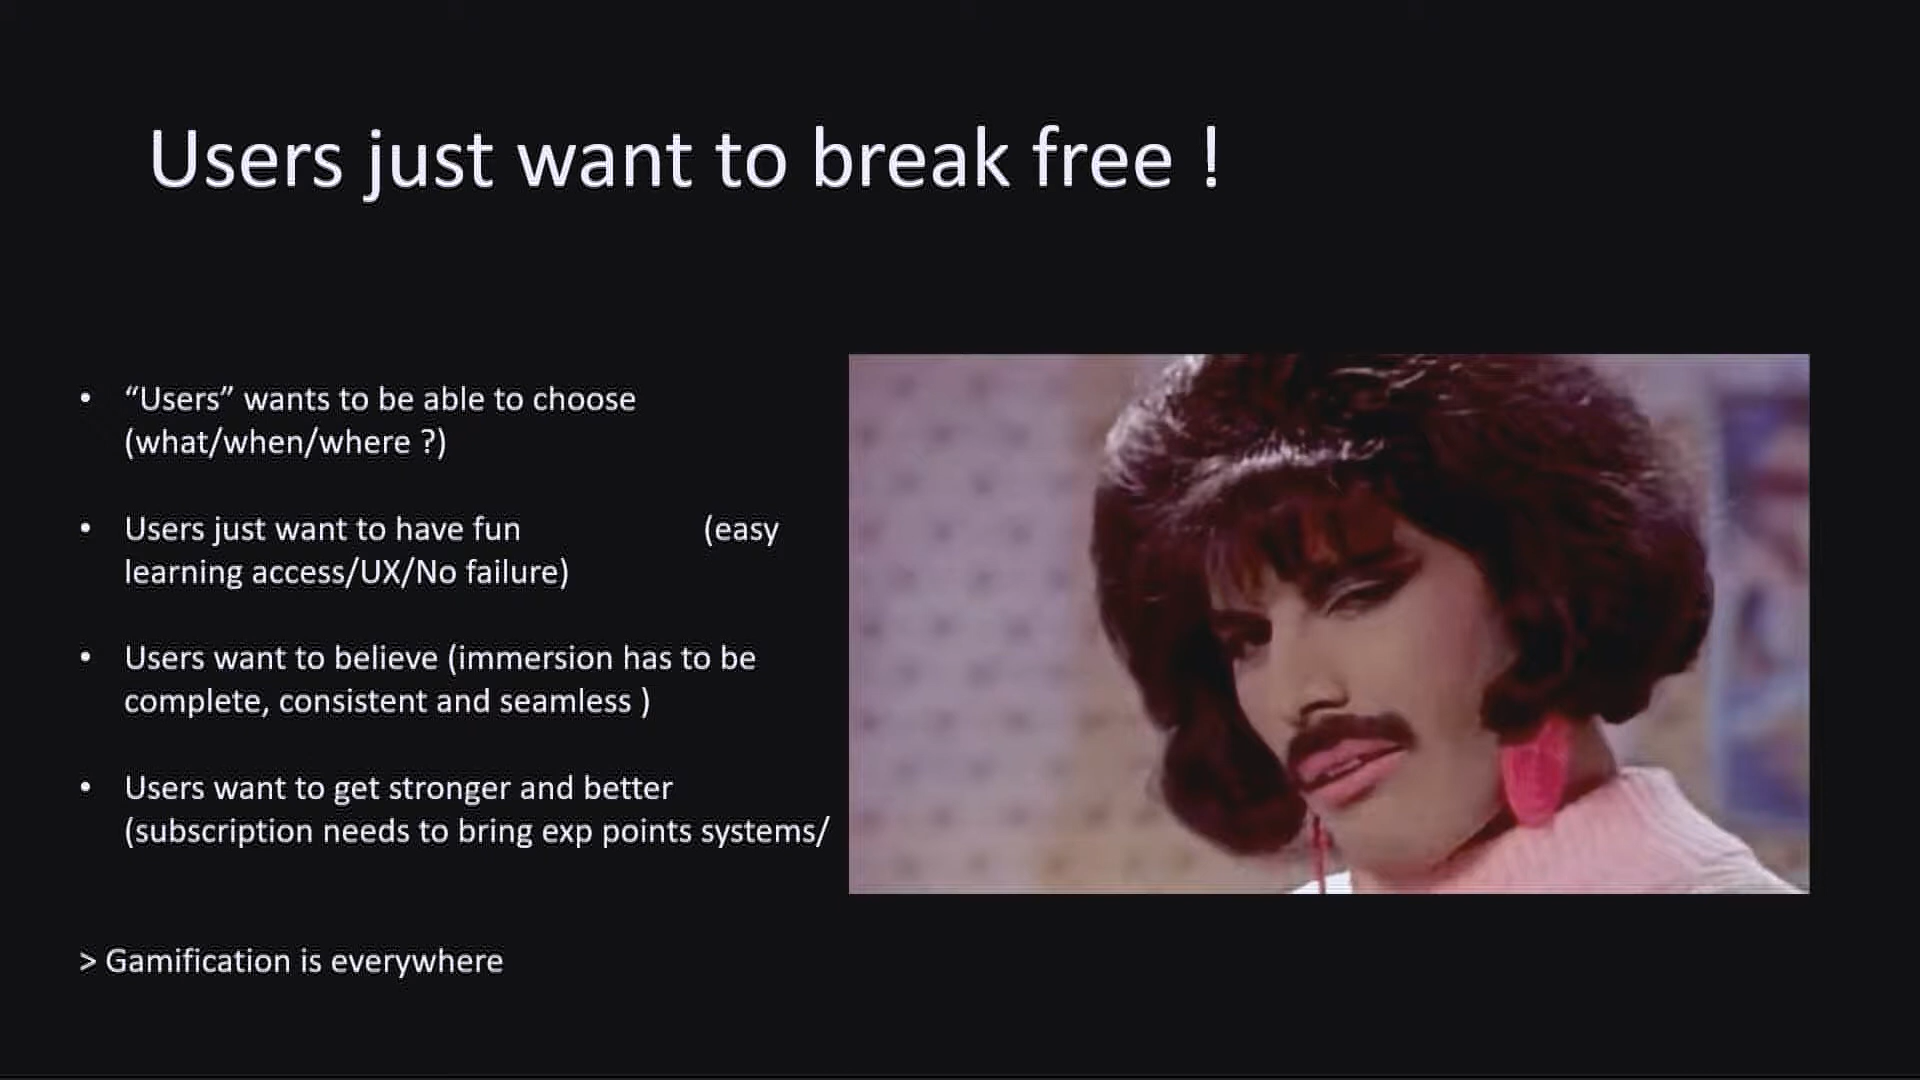 Users just want to break free !
• “Users” wants to be able to choose
(what/when/where ?)
• Users just want to have fun (easy
learning access/UX/No failure)
• Users want to believe (immersion has to be
complete, consistent and seamless )
• Users want to get stronger and better
(subscription needs to bring exp points systems/
> Gamification is everywhere